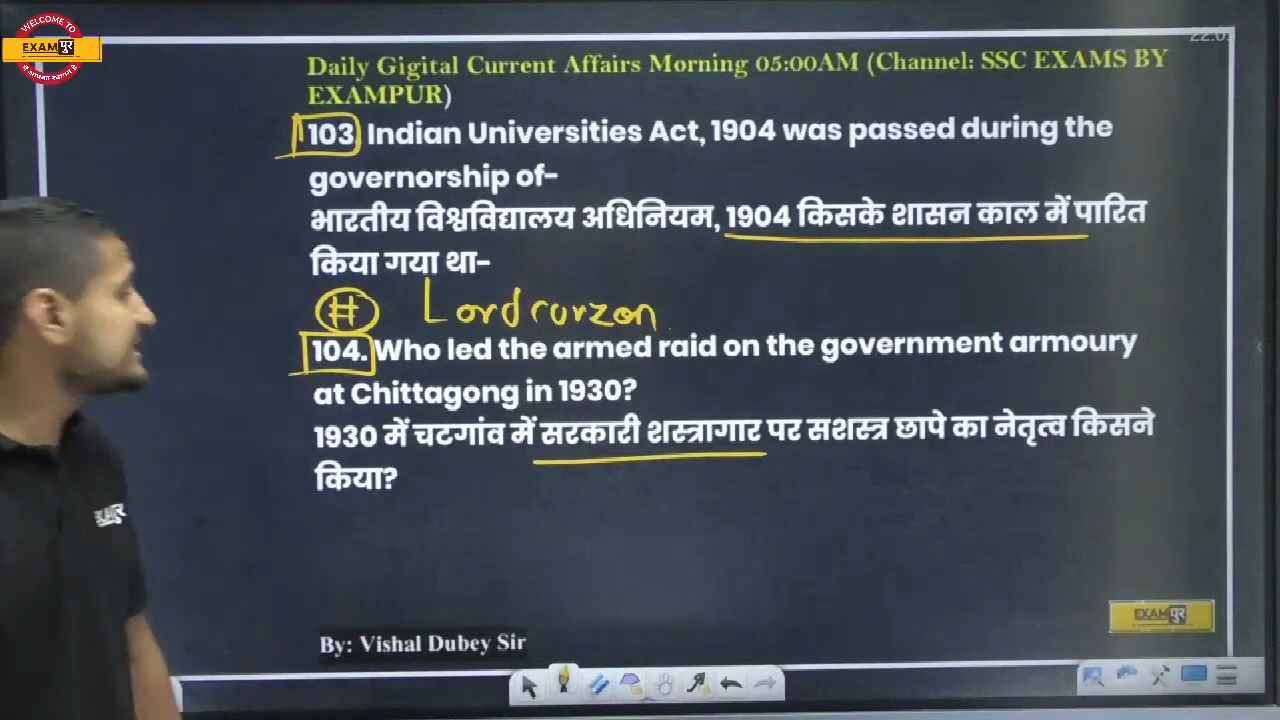 WELCOME TO
EXAMपुर
22:0
Daily Gigital Current Affairs Morning 05:00AM (Channel: SSC EXAMS BY
EXAMPUR)
103 Indian Universities Act, 1904 was passed during the
governorship of-
भारतीय विश्वविद्यालय अधिनियम, 1904 किसके शासन काल में पारित
किया गया था-
# Lord curzon
104. Who led the armed raid on the government armoury
at Chittagong in 1930?
1930 में चटगांव में सरकारी शस्त्रागार पर सशस्त्र छापे का नेतृत्व किसने
किया?
EXAMपुर
EXAMपुर
By: Vishal Dubey Sir